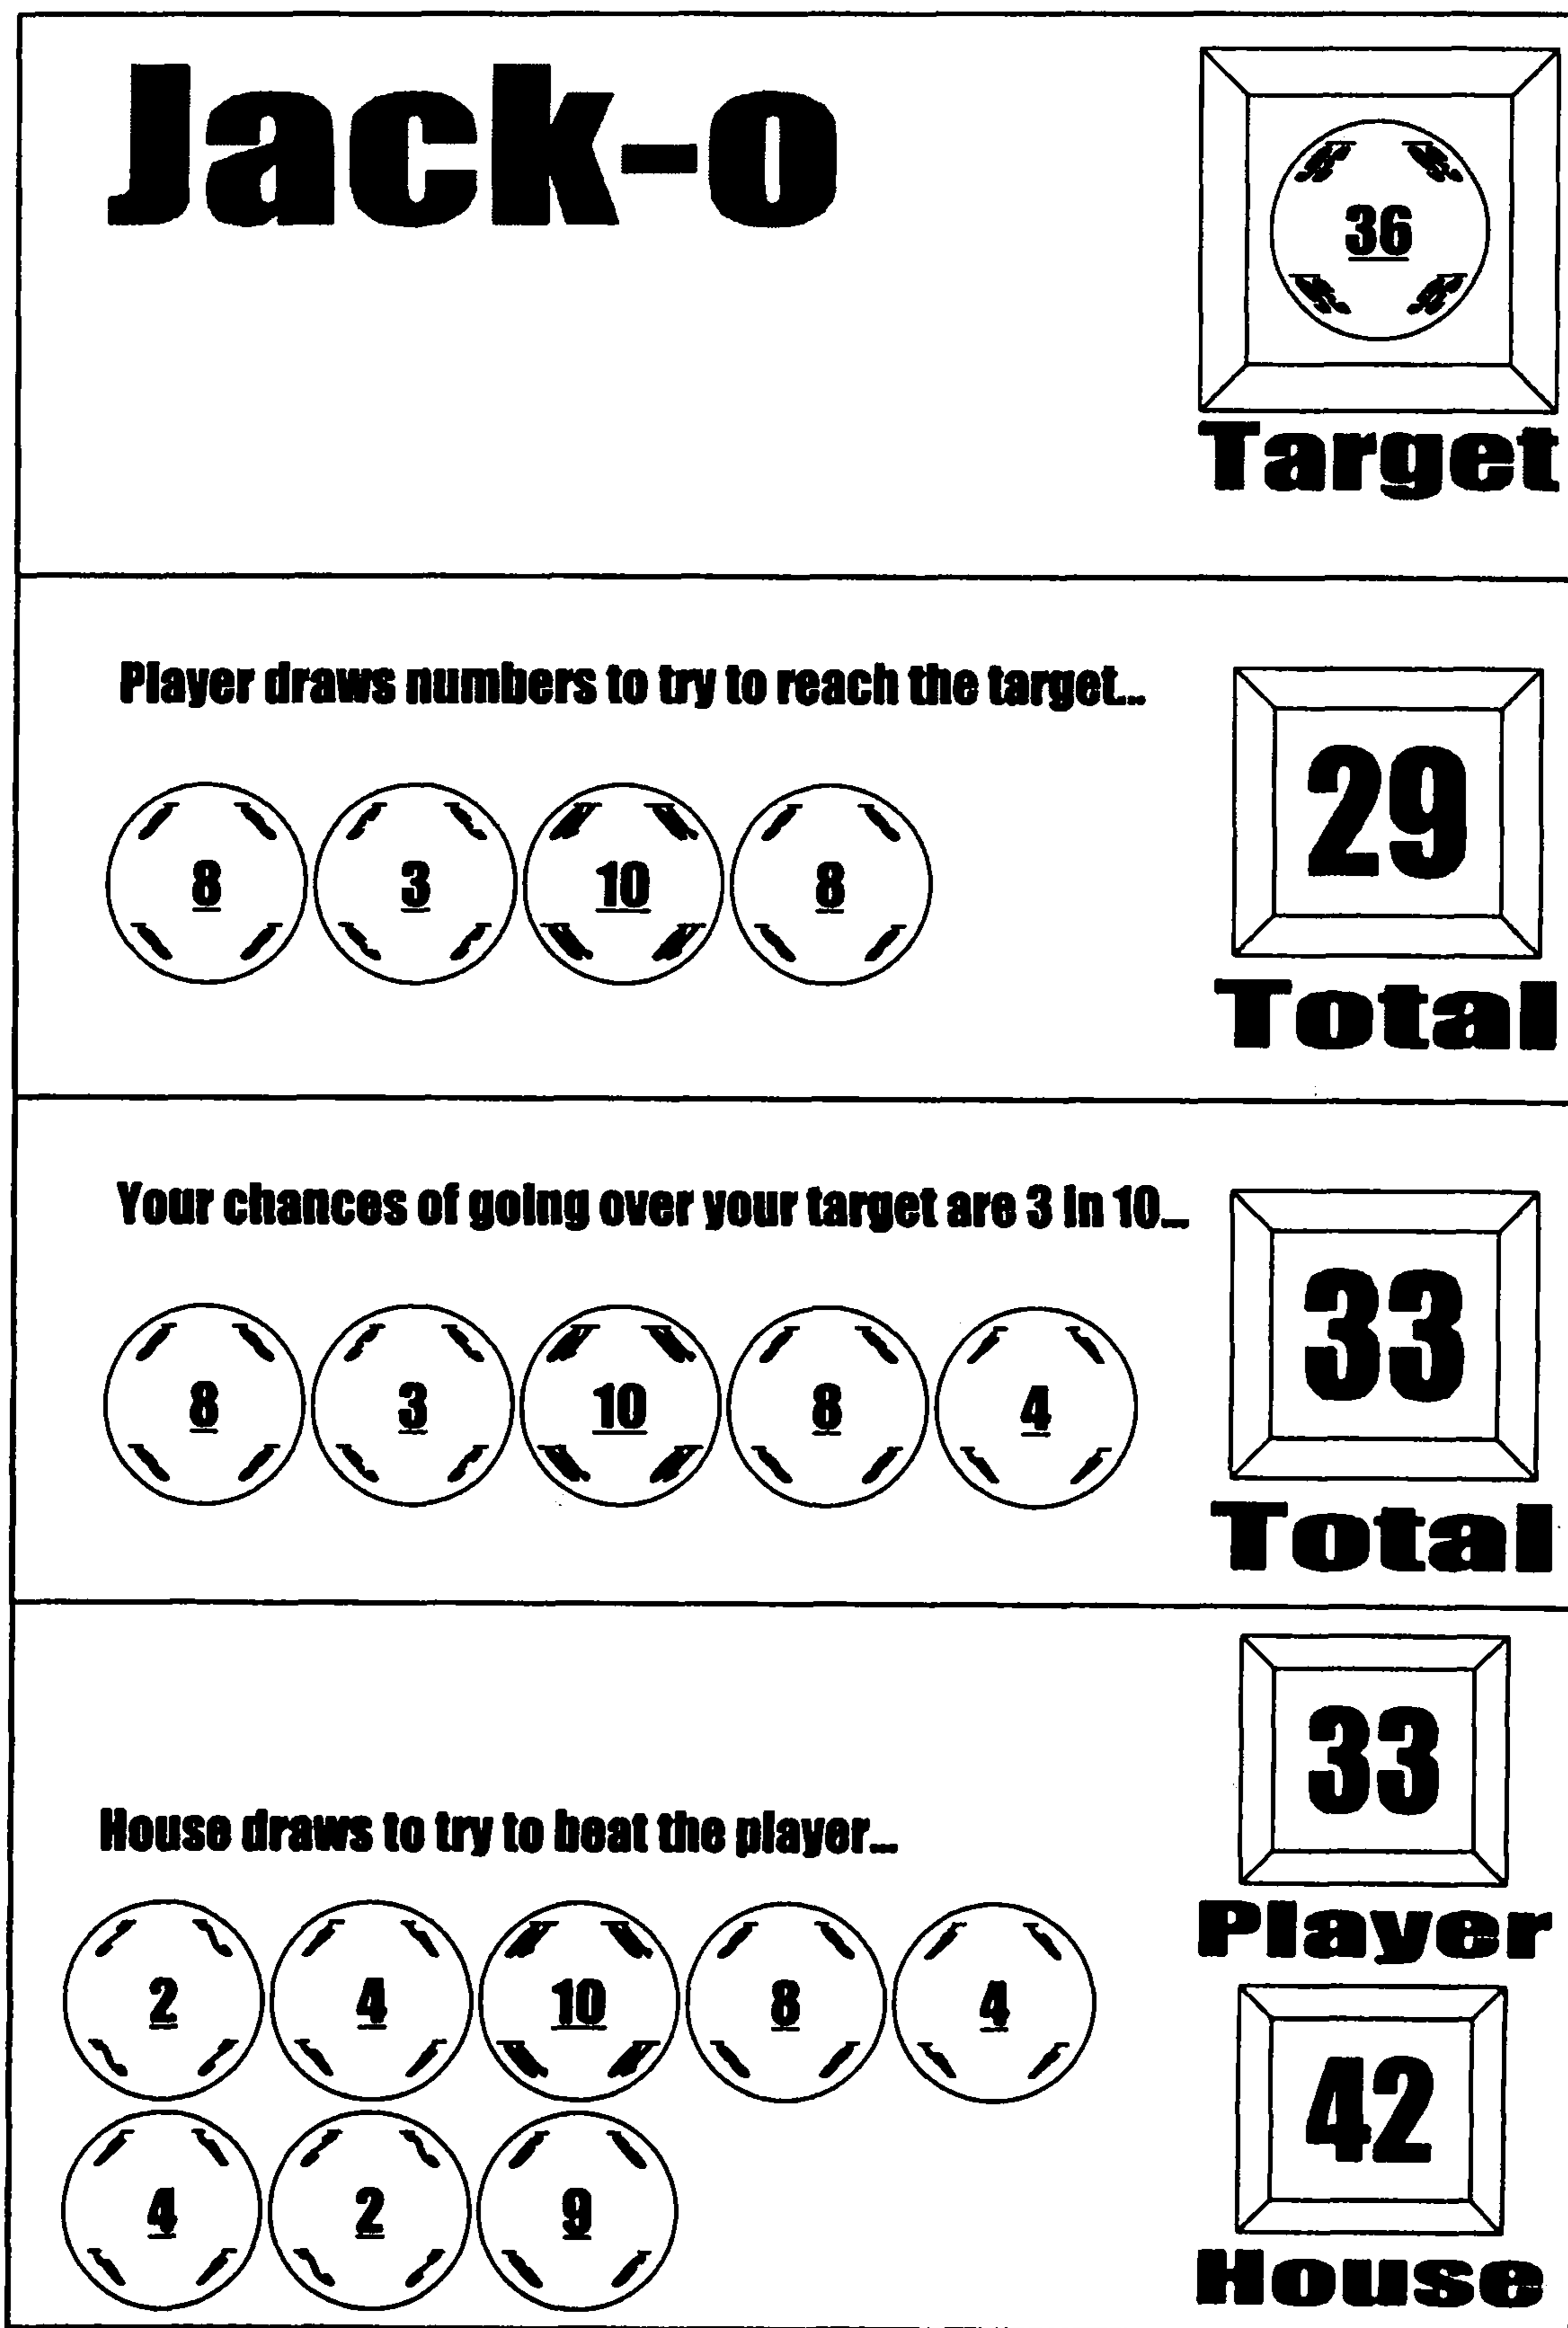 Jack-o
36
Target
Player draws numbers to try to reach the target...
8 3 10 8
29
Total
Your chances of going over your target are 3 in 10...
8 3 10 8 4
33
Total
33
Player
House draws to try to beat the player...
2 4 10 8 4
4 2 9
42
House